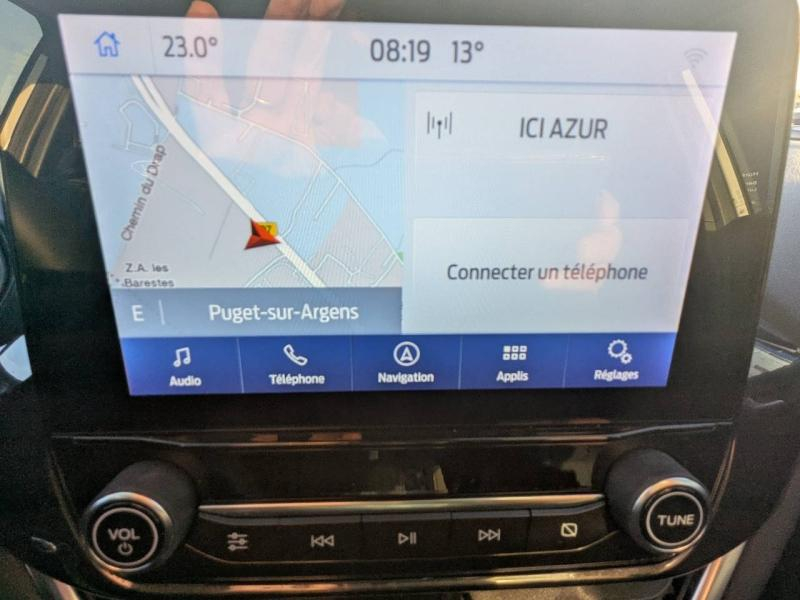 23.0° 08:19 13°
ICI AZUR
Chemin du Drap
7
Z.A. les
Barestes
Connecter un téléphone
E Puget-sur-Argens
Audio Téléphone Navigation Applis Réglages
VOL TUNE